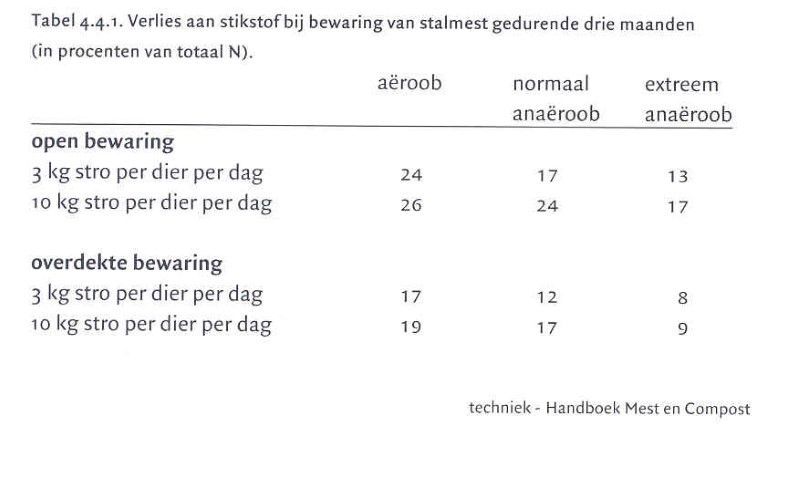 Tabel 4.4.1. Verlies aan stikstof bij bewaring van stalmest gedurende drie maanden
(in procenten van totaal N).
aëroob normaal extreem
anaëroob anaëroob
open bewaring
3 kg stro per dier per dag 24 17 13
10 kg stro per dier per dag 26 24 17
overdekte bewaring
3 kg stro per dier per dag 17 12 8
10 kg stro per dier per dag 19 17 9
techniek - Handboek Mest en Compost